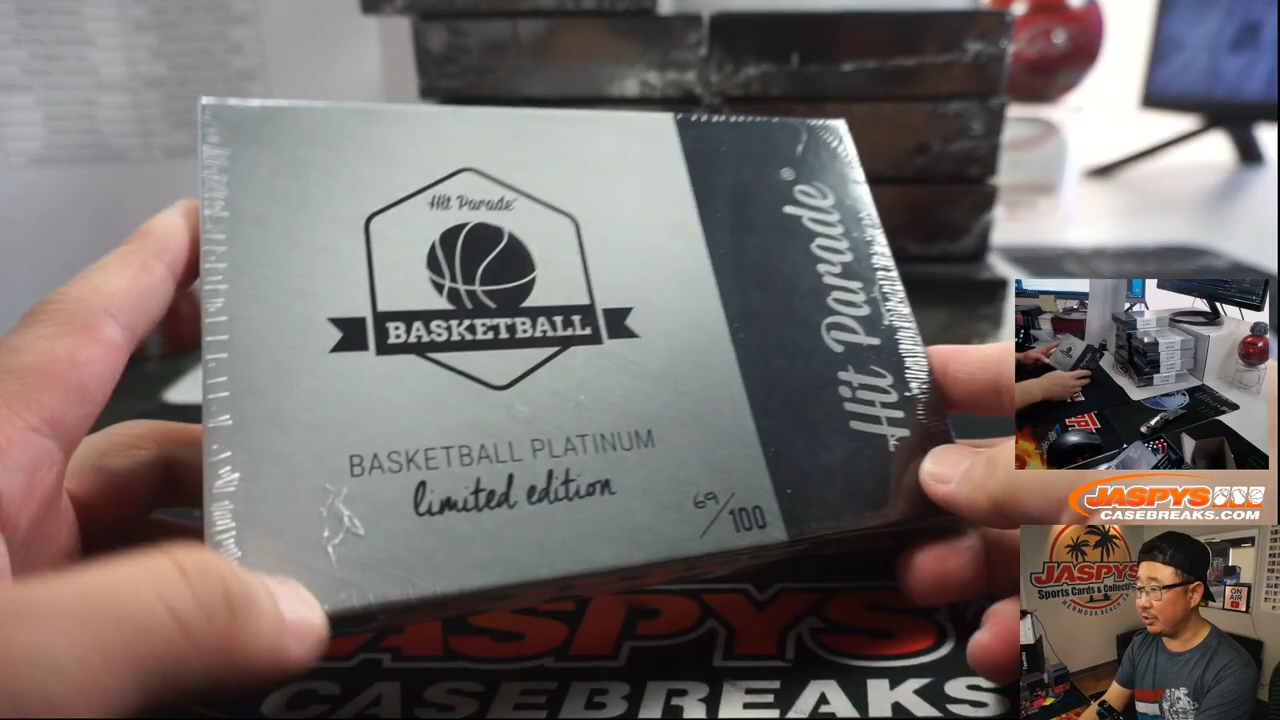 Hit Parade
BASKETBALL
BASKETBALL PLATINUM
limited edition
69/100
Hit Parade®
JASPYS
CASEBREAKS
JASPYS
CASEBREAKS.COM
JASPYS
Sports Cards & Collectibles
HERMOSA BEACH, CA
ON
AIR